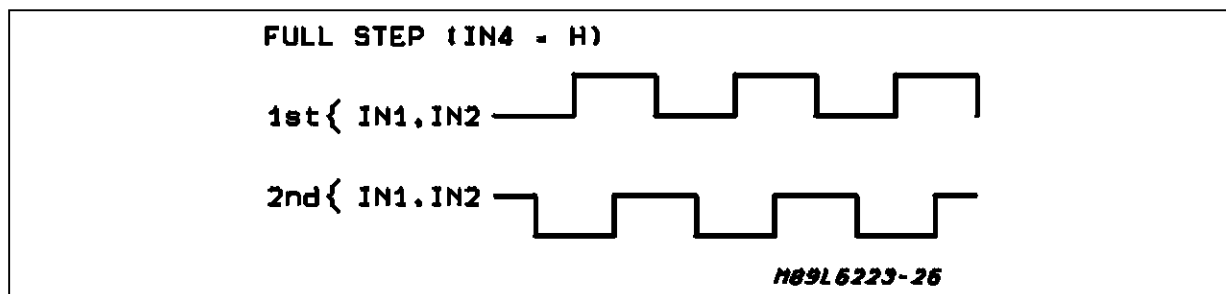 FULL STEP (IN4 = H)
1st{ IN1,IN2
2nd{ IN1,IN2
M89L6223-26